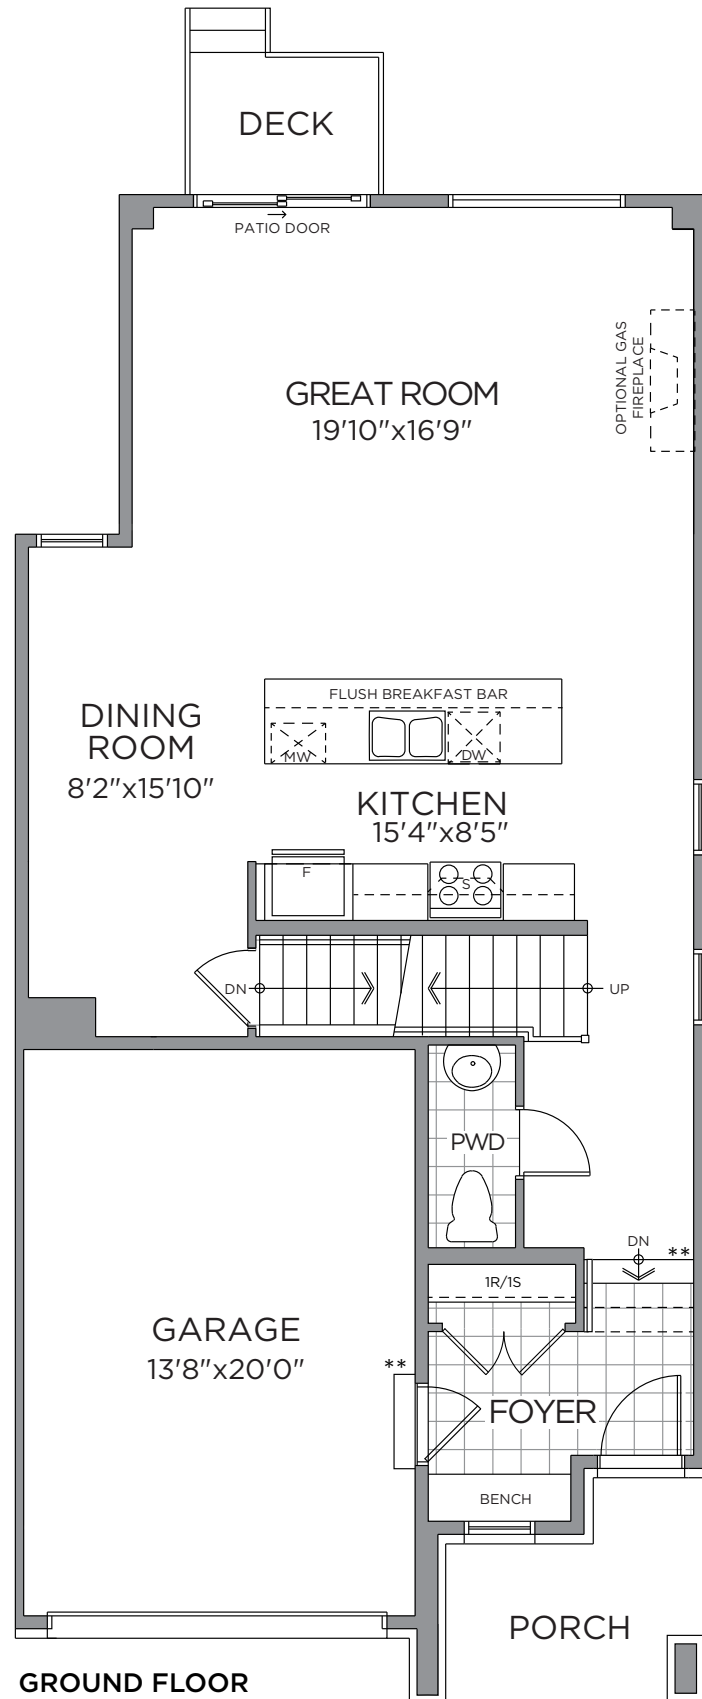 DECK
PATIO DOOR
OPTIONAL GAS
FIREPLACE
GREAT ROOM
19'10"x16'9"
FLUSH BREAKFAST BAR
MW
DW
DINING
ROOM
8'2"x15'10"
KITCHEN
15'4"x8'5"
F
S
DN
UP
PWD
DN
**
1R/1S
GARAGE
13'8"x20'0"
**
FOYER
BENCH
PORCH
GROUND FLOOR